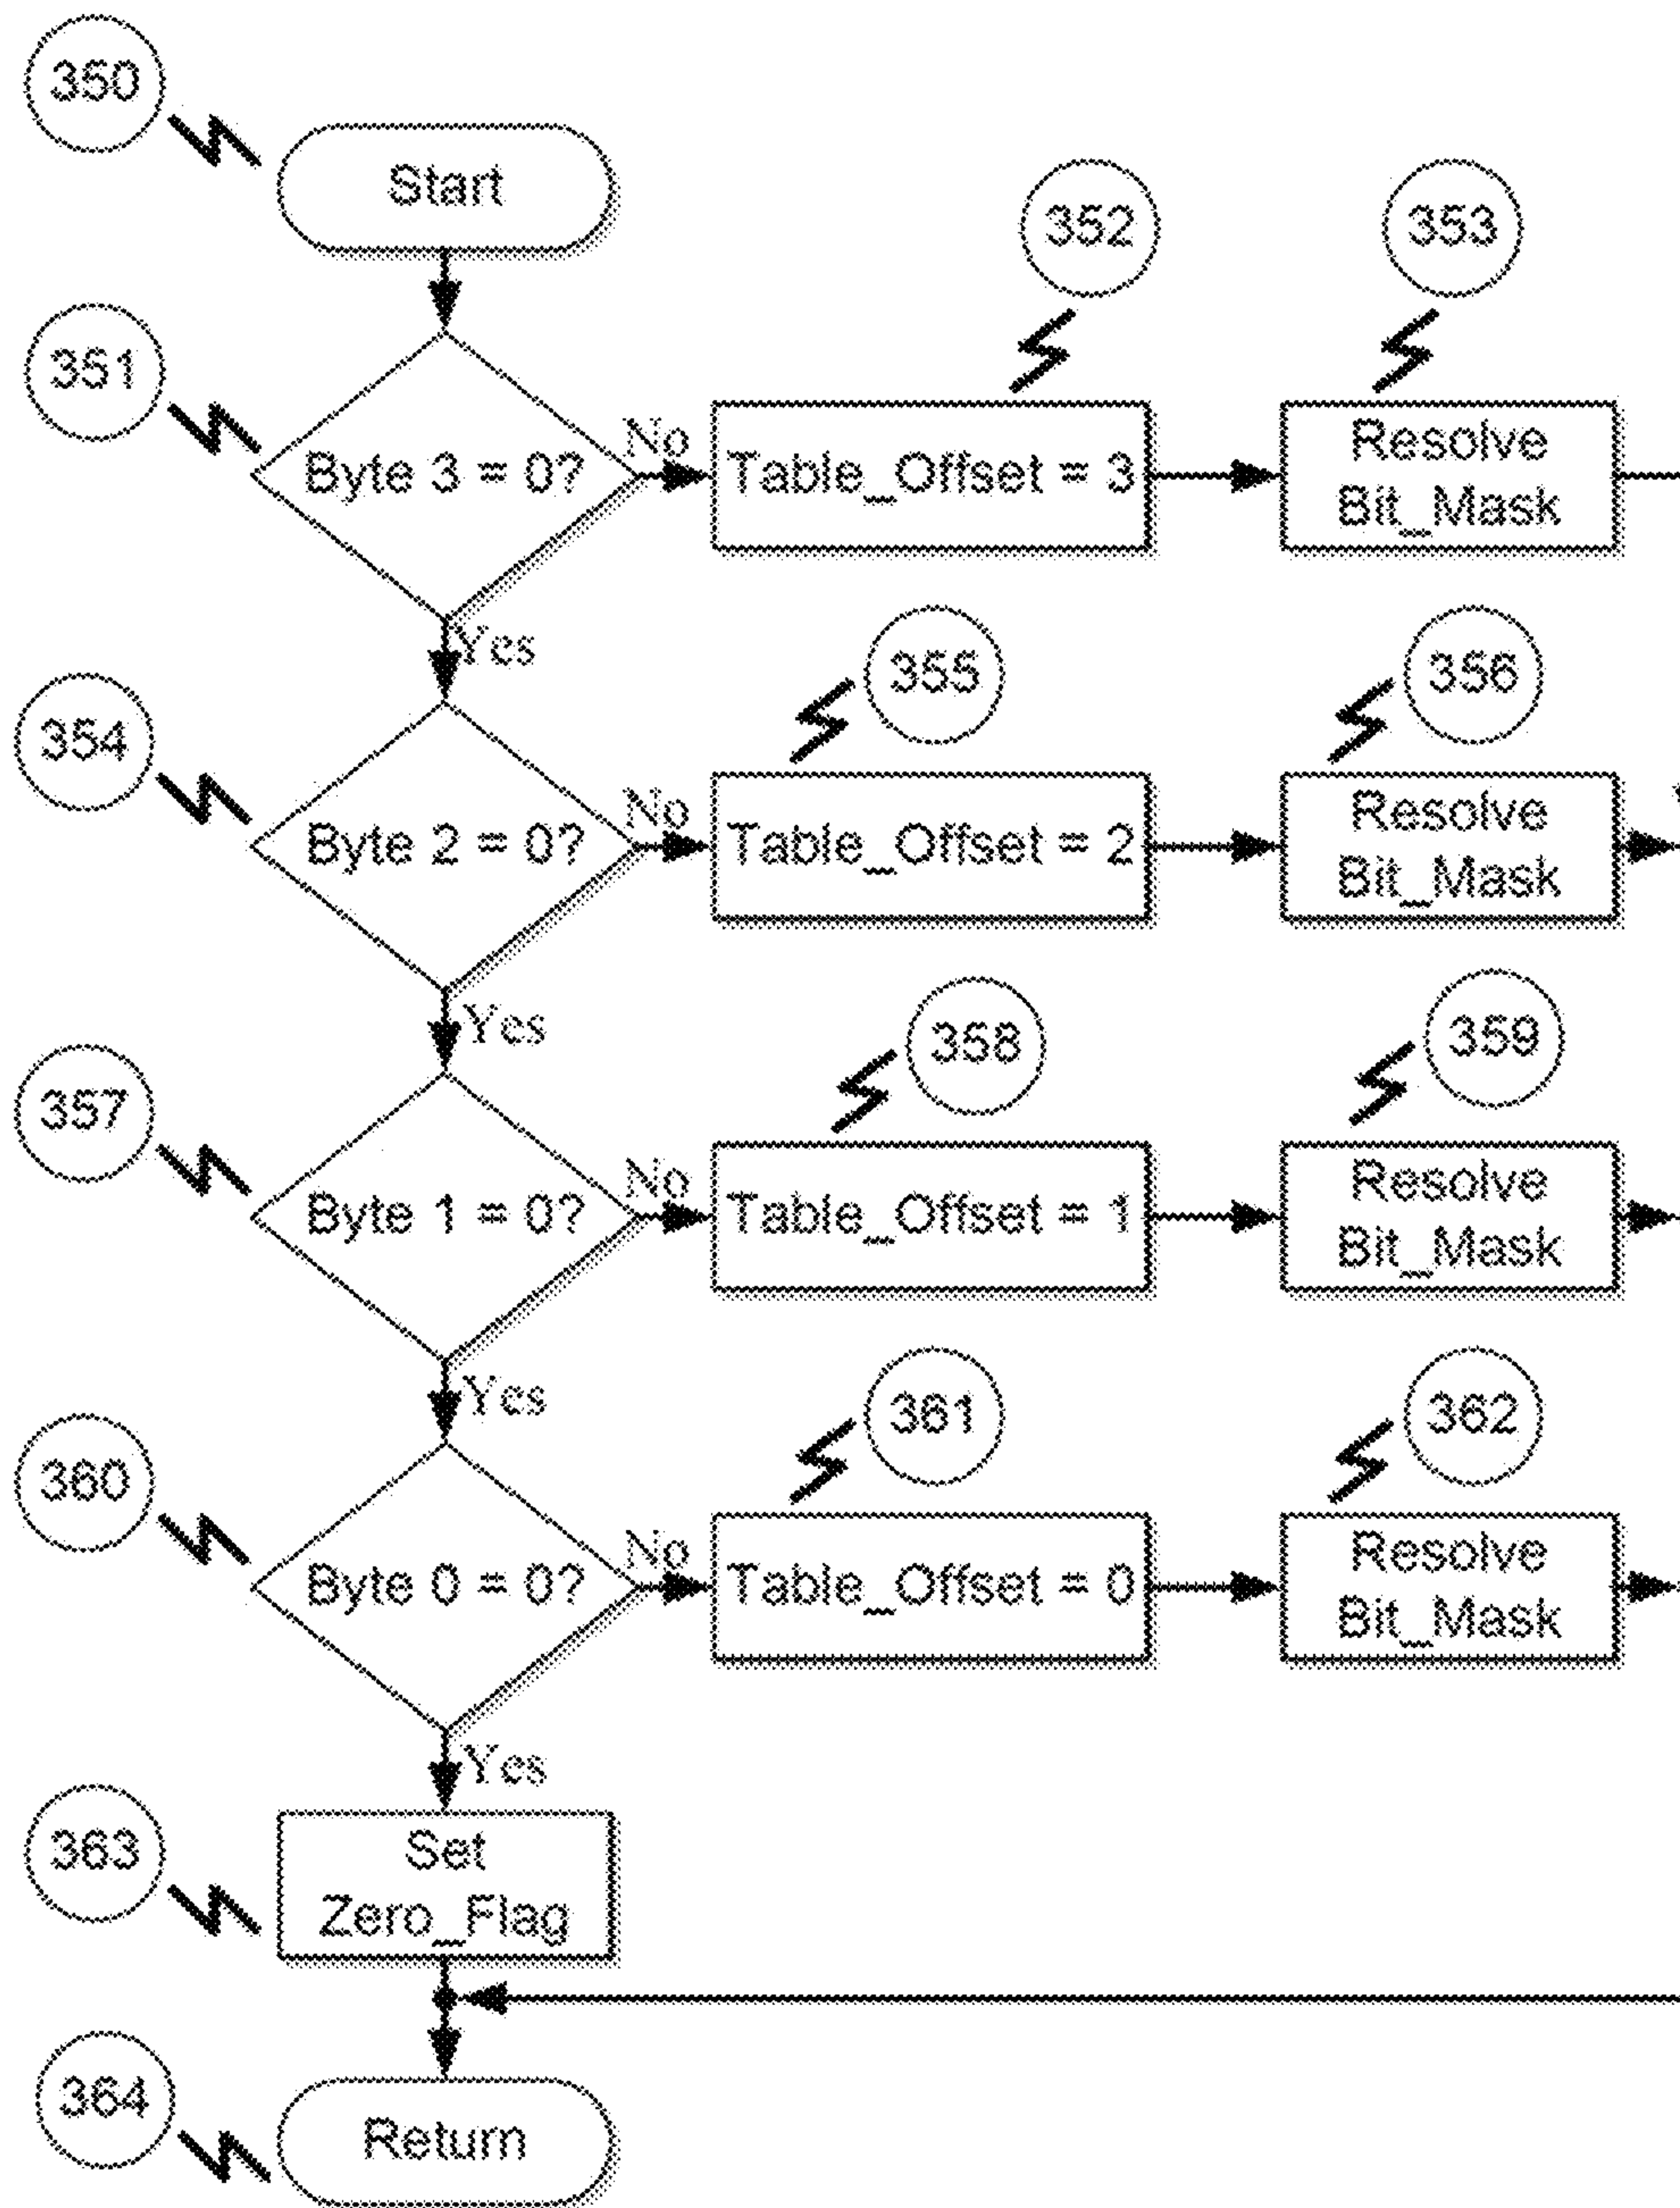 350
Start
352
353
351
Byte 3 = 0?
No
Table_Offset = 3
Resolve
Bit_Mask
Yes
355
356
354
Byte 2 = 0?
No
Table_Offset = 2
Resolve
Bit_Mask
Yes
358
359
357
Byte 1 = 0?
No
Table_Offset = 1
Resolve
Bit_Mask
Yes
361
362
360
Byte 0 = 0?
No
Table_Offset = 0
Resolve
Bit_Mask
Yes
363
Set
Zero_Flag
364
Return